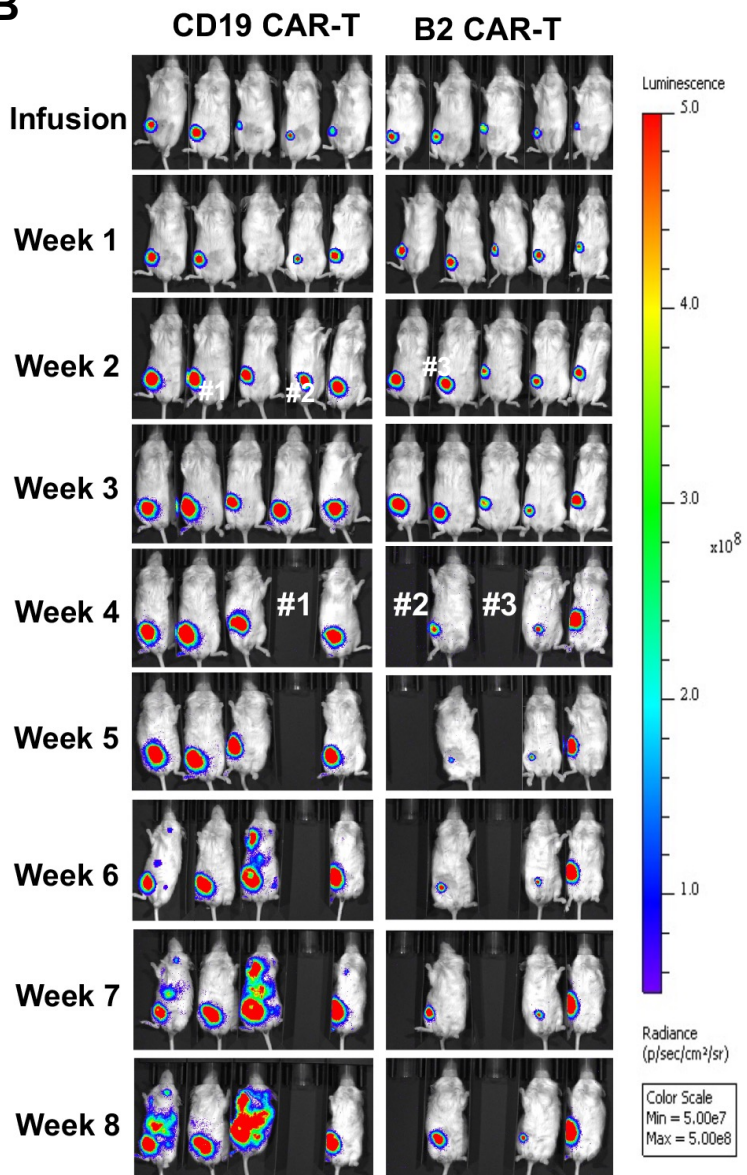 B
CD19 CAR-T
B2 CAR-T
Luminescence
Infusion
Week 1
Week 2
#1
#2
#3
Week 3
Week 4
#1
#2
#3
Week 5
Week 6
Week 7
Week 8
5.0
4.0
3.0
x10⁸
2.0
1.0
Radiance
(p/sec/cm²/sr)
Color Scale
Min = 5.00e7
Max = 5.00e8